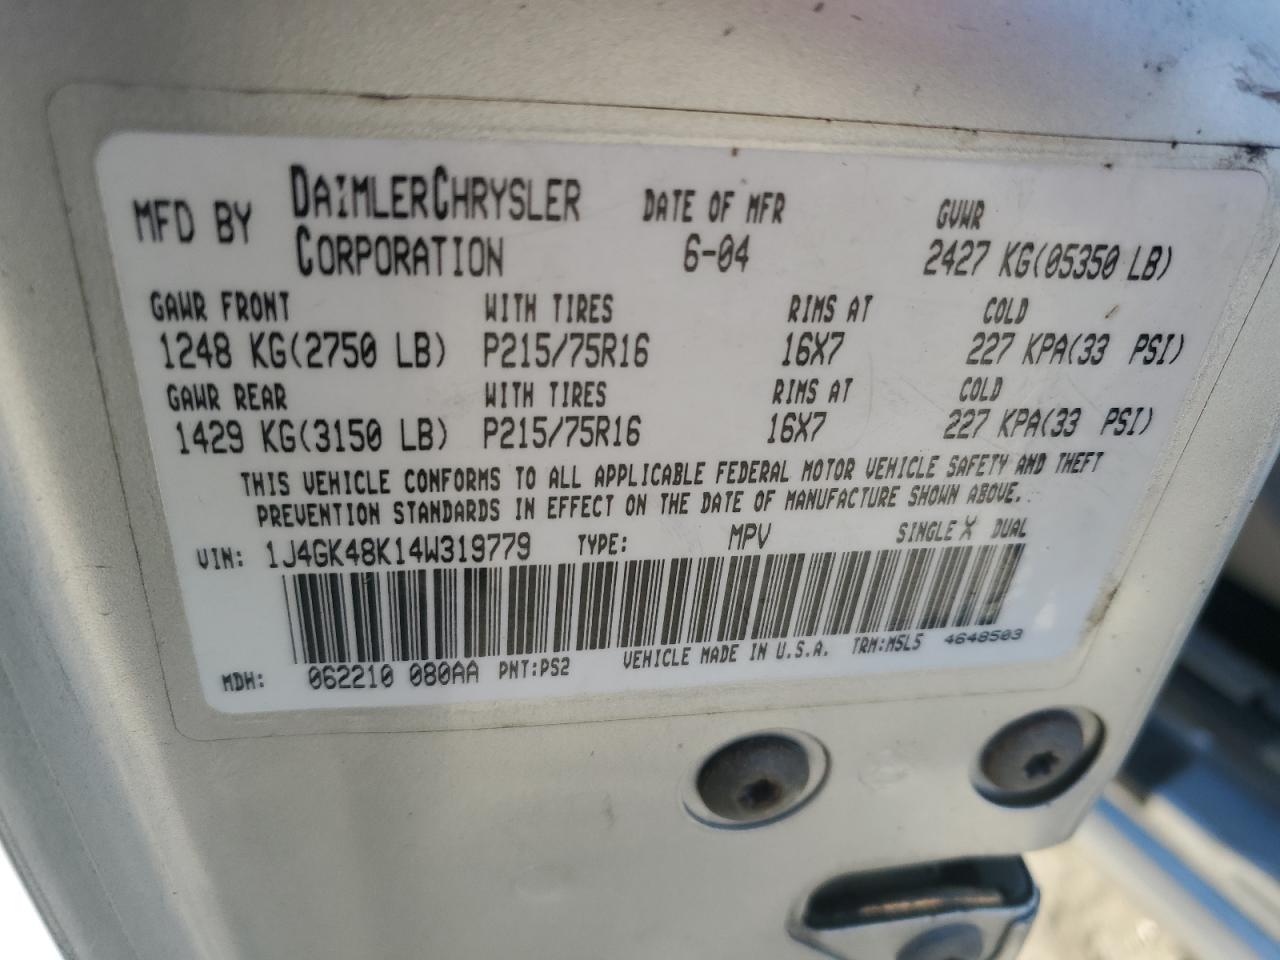 MFD BY DAIMLERCHRYSLER CORPORATION DATE OF MFR 6-04 GVWR 2427 KG(05350 LB)
GAWR FRONT WITH TIRES RIMS AT COLD
1248 KG(2750 LB) P215/75R16 16X7 227 KPA(33 PSI)
GAWR REAR WITH TIRES RIMS AT COLD
1429 KG(3150 LB) P215/75R16 16X7 227 KPA(33 PSI)
THIS VEHICLE CONFORMS TO ALL APPLICABLE FEDERAL MOTOR VEHICLE SAFETY AND THEFT
PREVENTION STANDARDS IN EFFECT ON THE DATE OF MANUFACTURE SHOWN ABOVE.
VIN: 1J4GK48K14W319779 TYPE: MPV SINGLE X DUAL
MDH: 062210 080AA PNT:PS2 VEHICLE MADE IN U.S.A. TRM:M5L5 4648503